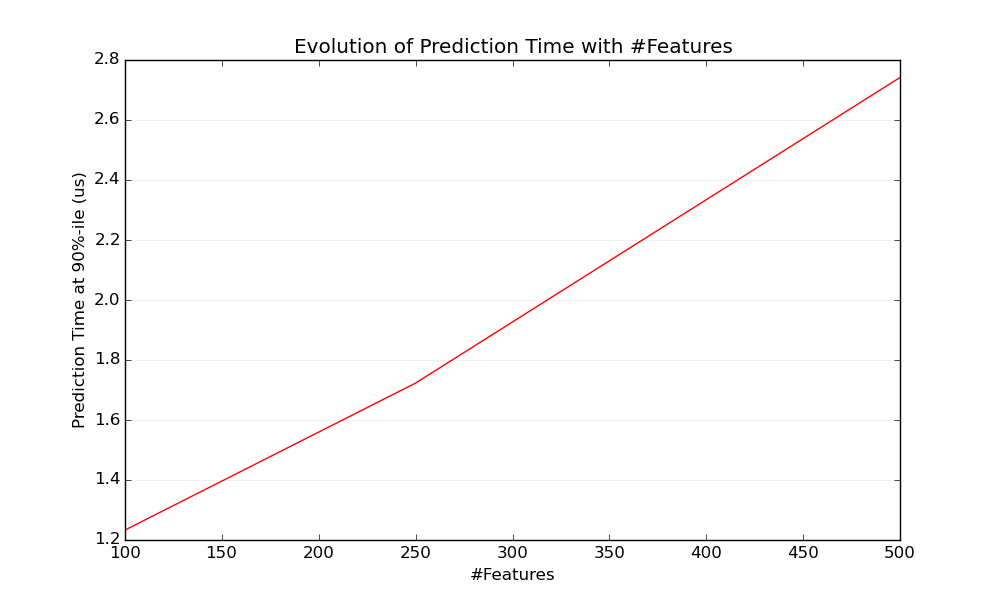 Evolution of Prediction Time with #Features
Prediction Time at 90%-ile (us)
2.8
2.6
2.4
2.2
2.0
1.8
1.6
1.4
1.2
100 150 200 250 300 350 400 450 500
#Features